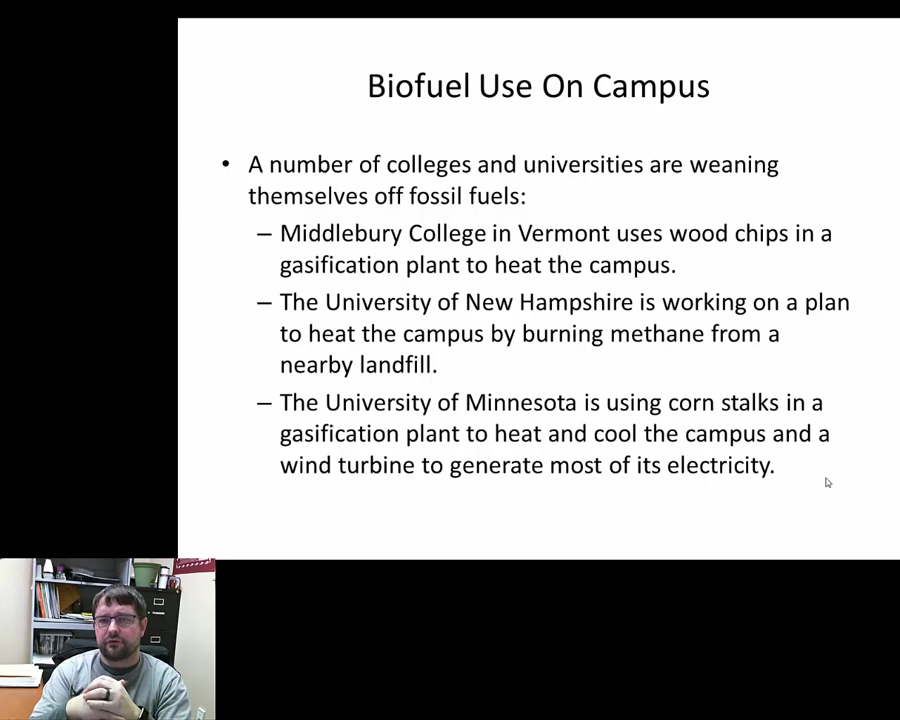 Biofuel Use On Campus
• A number of colleges and universities are weaning
themselves off fossil fuels:
– Middlebury College in Vermont uses wood chips in a
gasification plant to heat the campus.
– The University of New Hampshire is working on a plan
to heat the campus by burning methane from a
nearby landfill.
– The University of Minnesota is using corn stalks in a
gasification plant to heat and cool the campus and a
wind turbine to generate most of its electricity.